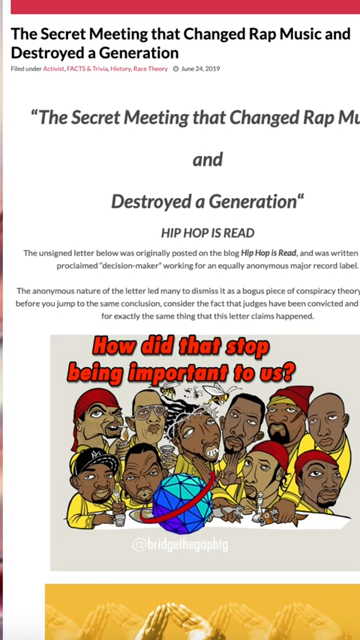 The Secret Meeting that Changed Rap Music and
Destroyed a Generation
Filed under Activist, FACTS & Trivia, History, Race Theory June 24, 2019
“The Secret Meeting that Changed Rap Mu
and
Destroyed a Generation“
HIP HOP IS READ
The unsigned letter below was originally posted on the blog Hip Hop is Read, and was written
proclaimed “decision-maker” working for an equally anonymous major record label.
The anonymous nature of the letter led many to dismiss it as a bogus piece of conspiracy theory
before you jump to the same conclusion, consider the fact that judges have been convicted and
for exactly the same thing that this letter claims happened.
How did that stop
being important to us?
@bridgethegapbtg